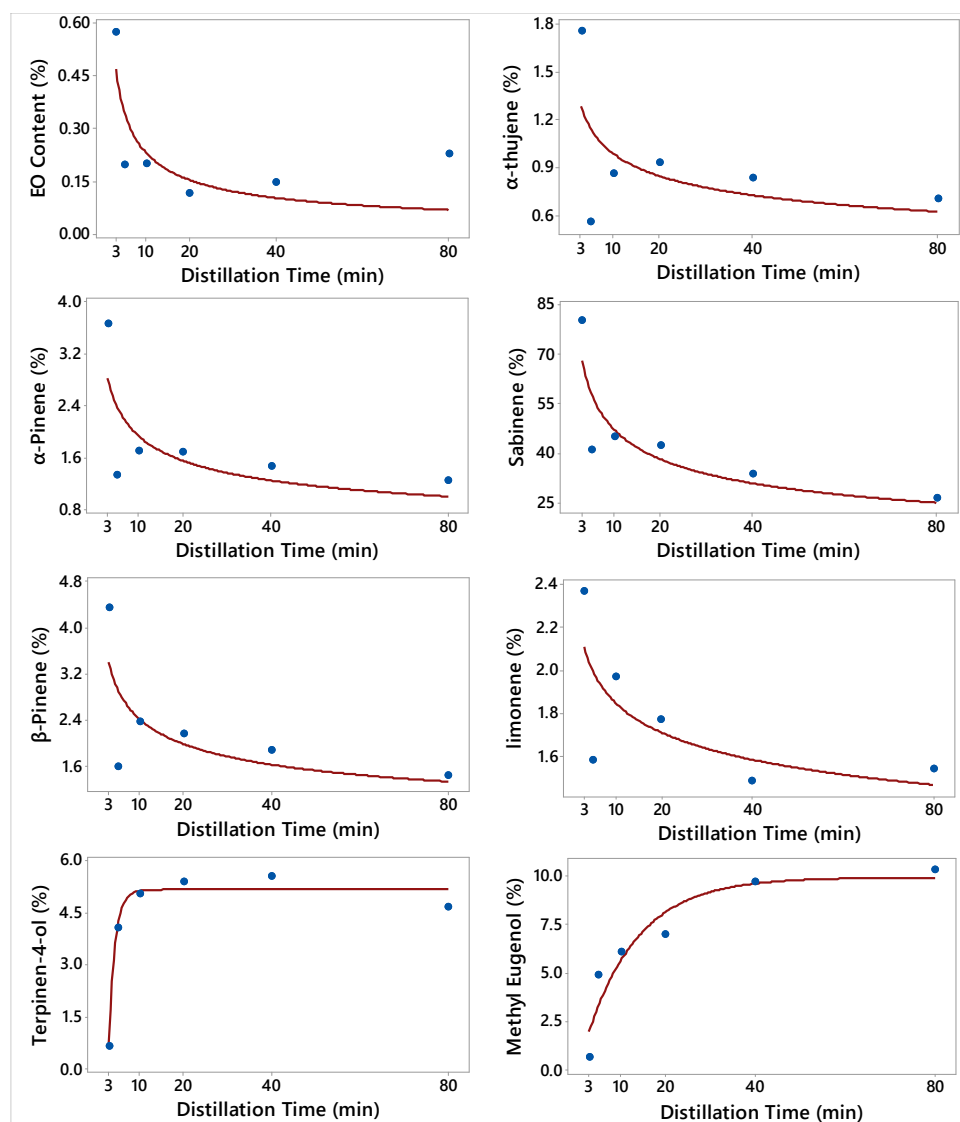 EO Content (%)
0.60
0.45
0.30
0.15
0.00
3 10 20 40 80
Distillation Time (min)
α-thujene (%)
1.8
1.5
1.2
0.9
0.6
3 10 20 40 80
Distillation Time (min)
α-Pinene (%)
4.0
3.2
2.4
1.6
0.8
3 10 20 40 80
Distillation Time (min)
Sabinene (%)
85
70
55
40
25
3 10 20 40 80
Distillation Time (min)
β-Pinene (%)
4.8
4.0
3.2
2.4
1.6
3 10 20 40 80
Distillation Time (min)
limonene (%)
2.4
2.2
2.0
1.8
1.6
3 10 20 40 80
Distillation Time (min)
Terpinen-4-ol (%)
6.0
4.5
3.0
1.5
0.0
3 10 20 40 80
Distillation Time (min)
Methyl Eugenol (%)
10.0
7.5
5.0
2.5
0.0
3 10 20 40 80
Distillation Time (min)